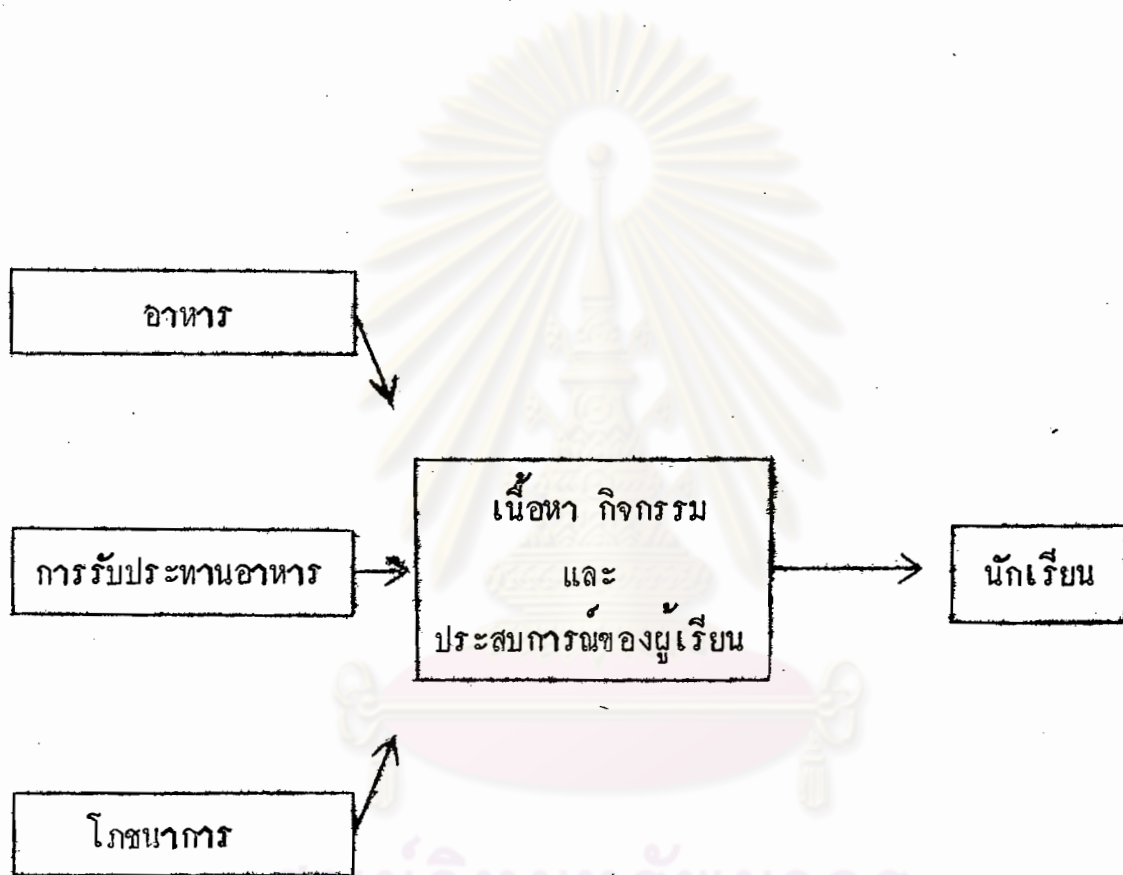 อาหาร
การรับประทานอาหาร
โภชนาการ
เนื้อหา กิจกรรม
และ
ประสบการณ์ของผู้เรียน
นักเรียน